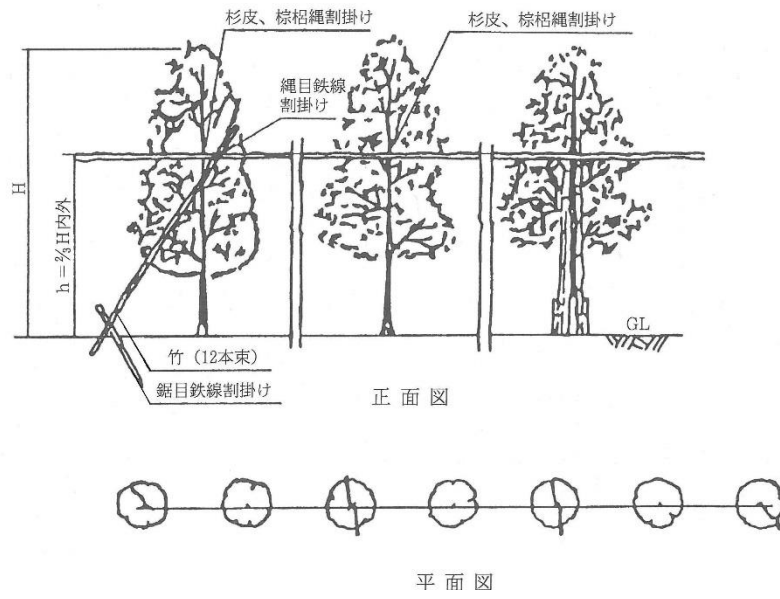 杉皮、棕梠縄割掛け
杉皮、棕梠縄割掛け
縄目鉄線
割掛け
H
h=⅔H内外
GL
竹（12本束）
鋸目鉄線割掛け
正面図
平面図